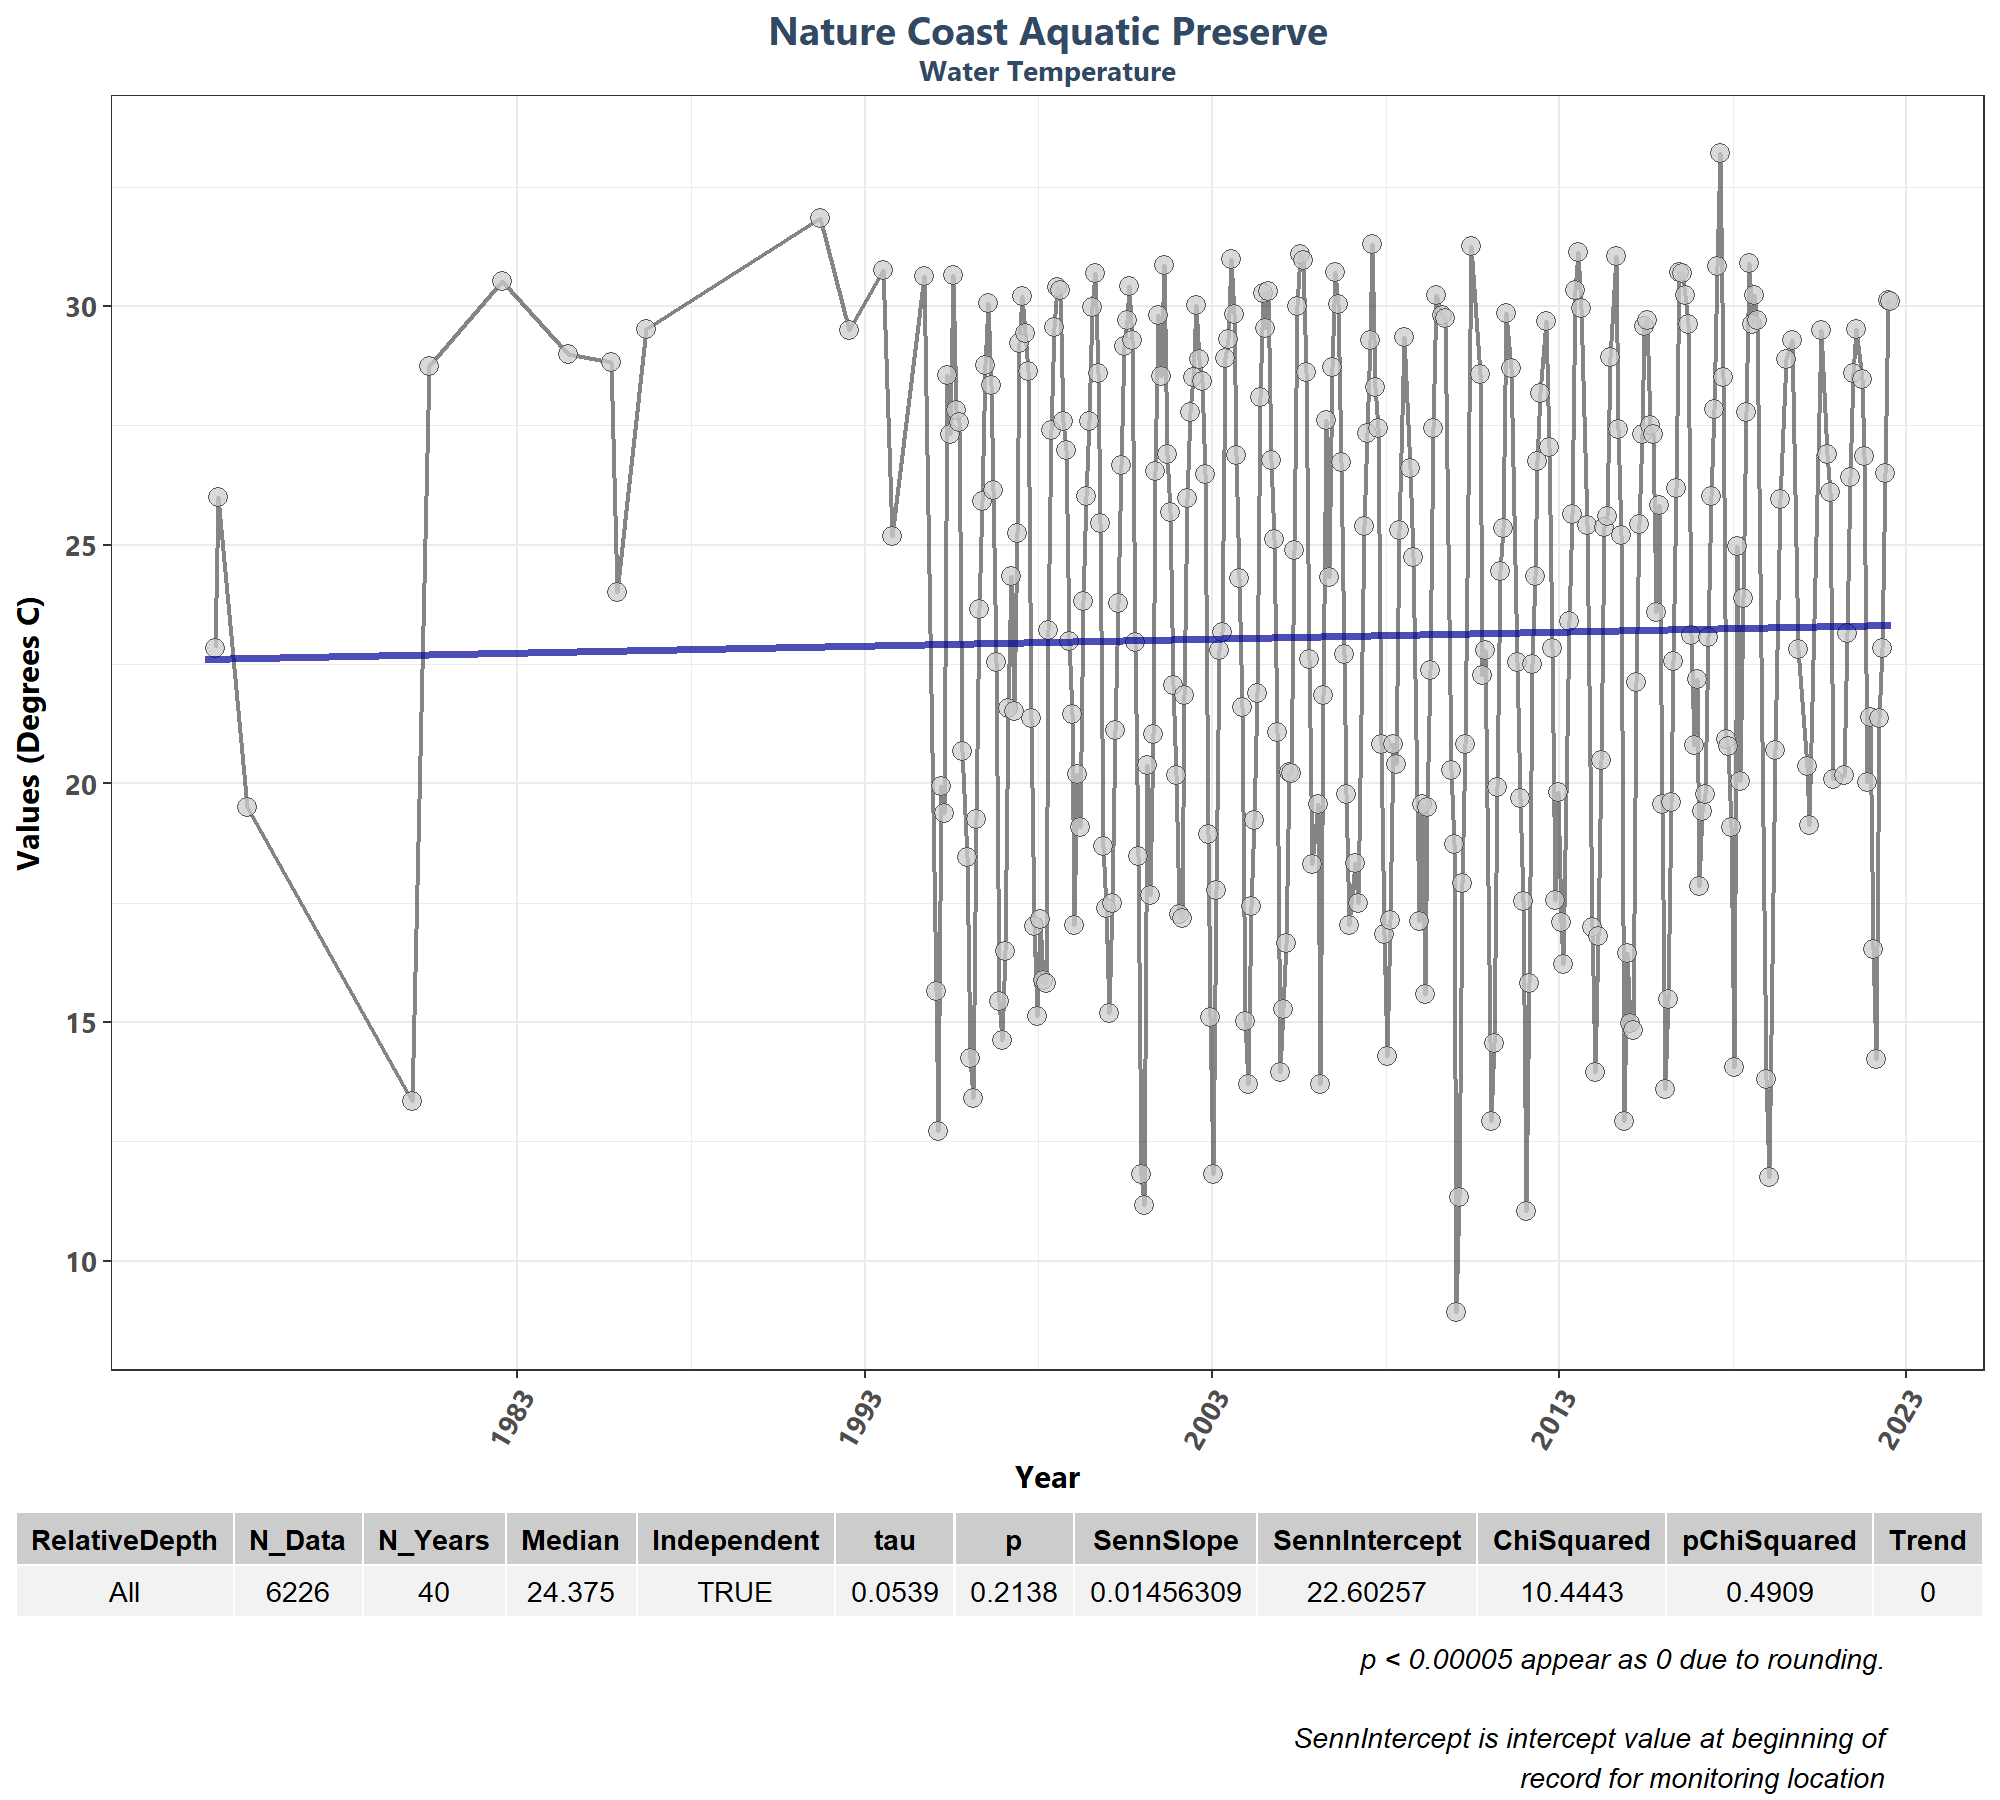 Nature Coast Aquatic Preserve
Water Temperature
Values (Degrees C)
30
25
20
15
10
1983
1993
2003
2013
2023
Year
RelativeDepth N_Data N_Years Median Independent tau p SennSlope SennIntercept ChiSquared pChiSquared Trend
All 6226 40 24.375 TRUE 0.0539 0.2138 0.01456309 22.60257 10.4443 0.4909 0
p < 0.00005 appear as 0 due to rounding.
SennIntercept is intercept value at beginning of
record for monitoring location